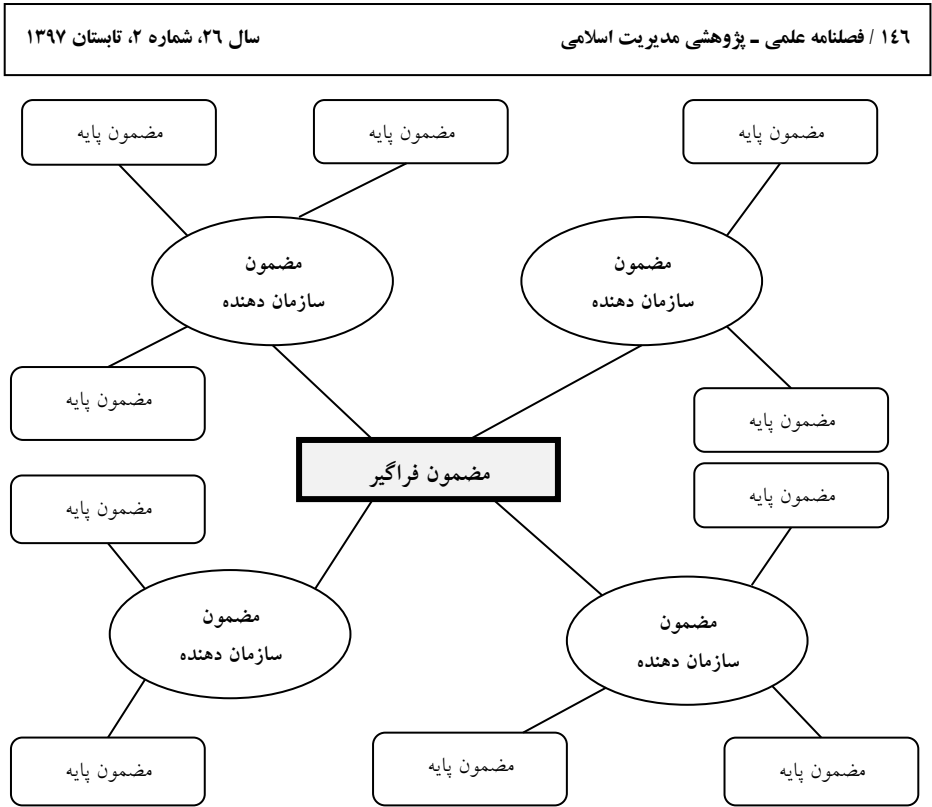 ١٤٦ / فصلنامه علمی ـ پژوهشی مدیریت اسلامی سال ٢٦، شماره ٢، تابستان ١٣٩٧
مضمون پایه
مضمون پایه
مضمون پایه
مضمون
سازمان دهنده
مضمون
سازمان دهنده
مضمون پایه
مضمون پایه
مضمون فراگیر
مضمون پایه
مضمون پایه
مضمون
سازمان دهنده
مضمون
سازمان دهنده
مضمون پایه
مضمون پایه
مضمون پایه